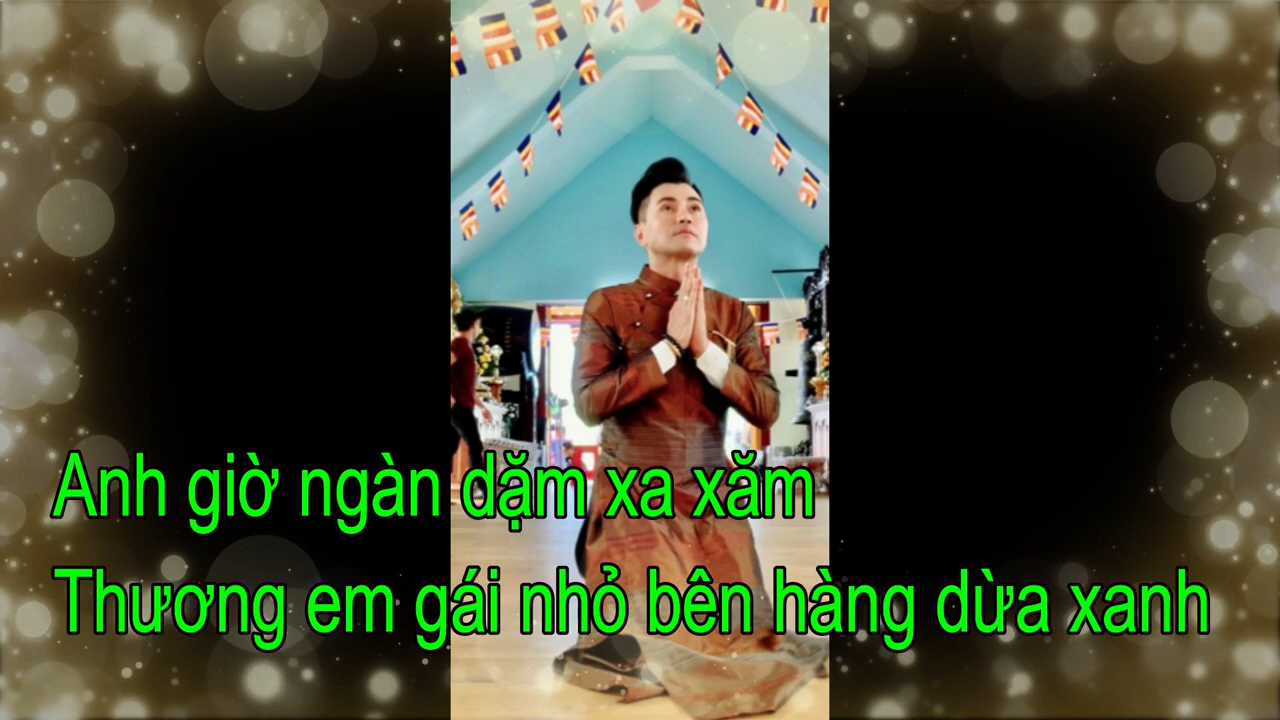 Anh giờ ngàn dặm xa xăm
Thương em gái nhỏ bên hàng dừa xanh